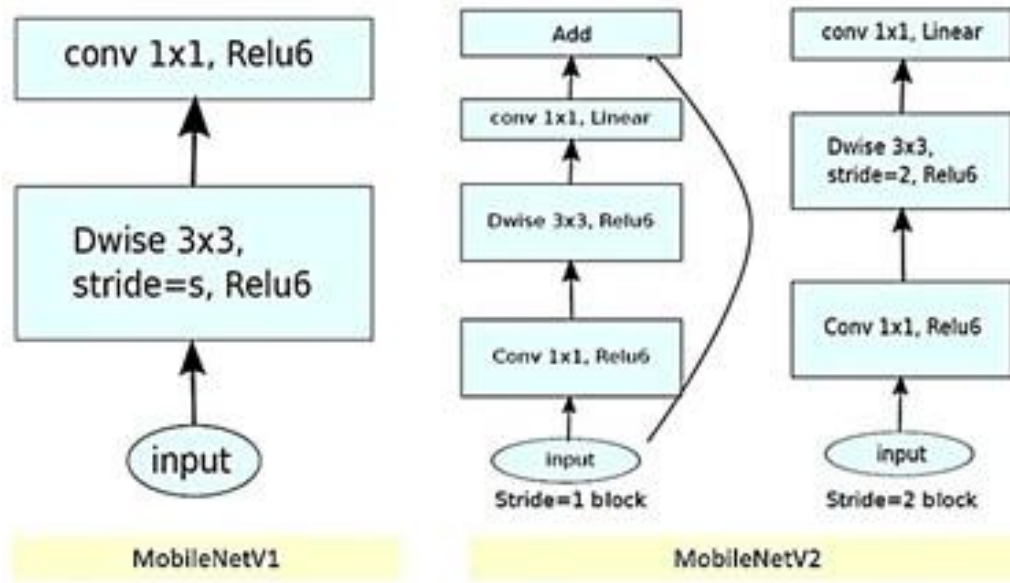 conv 1x1, Relu6
Dwise 3x3,
stride=s, Relu6
input
MobileNetV1
Add
conv 1x1, Linear
Dwise 3x3, Relu6
Conv 1x1, Relu6
input
Stride=1 block
conv 1x1, Linear
Dwise 3x3,
stride=2, Relu6
Conv 1x1, Relu6
input
Stride=2 block
MobileNetV2